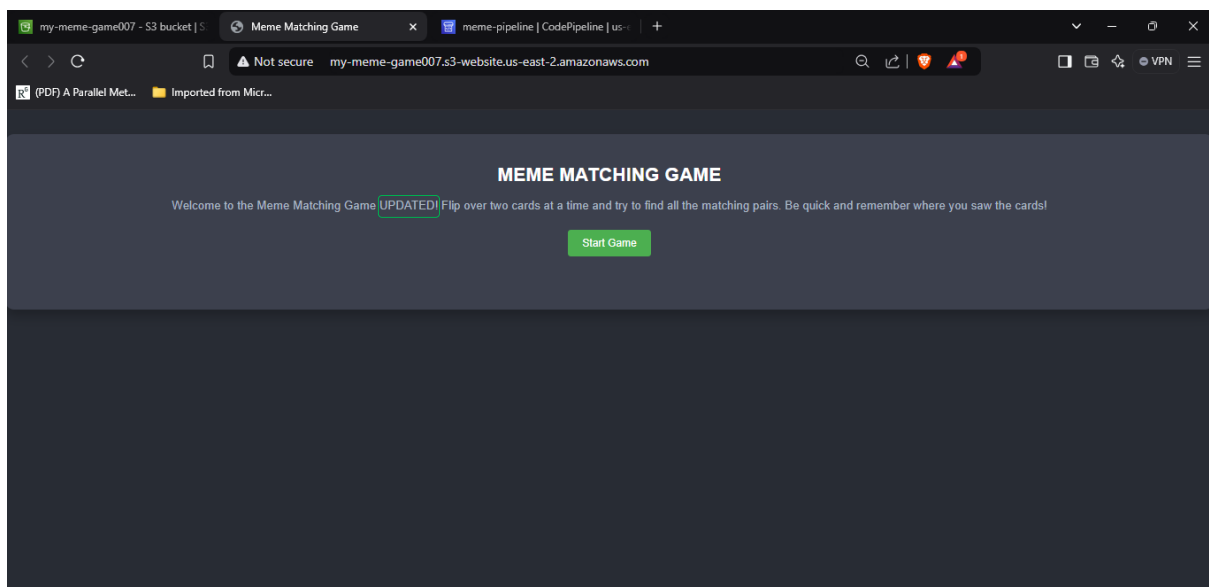 my-meme-game007 - S3 bucket | S
Meme Matching Game
meme-pipeline | CodePipeline | us-
Not secure my-meme-game007.s3-website.us-east-2.amazonaws.com
1
VPN
R⁶ (PDF) A Parallel Met...
Imported from Micr...
MEME MATCHING GAME
Welcome to the Meme Matching Game UPDATED! Flip over two cards at a time and try to find all the matching pairs. Be quick and remember where you saw the cards!
Start Game